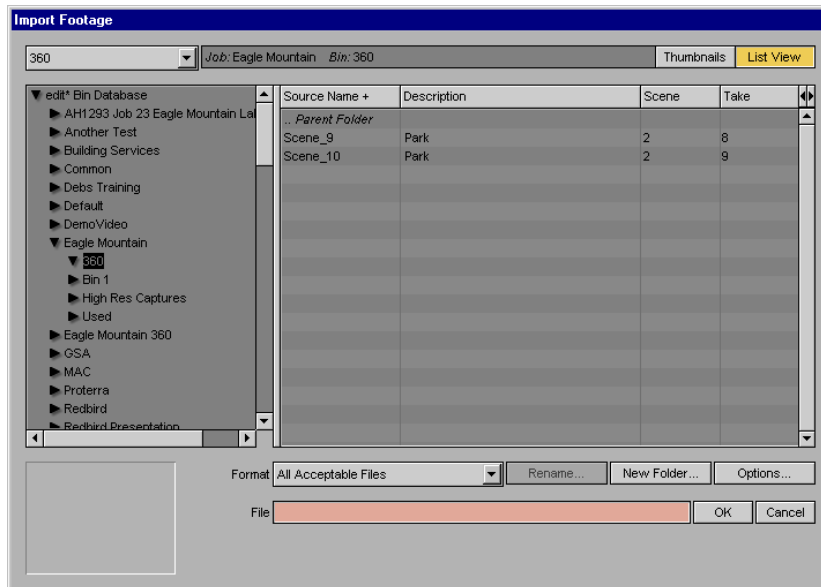 Import Footage
360
Job: Eagle Mountain Bin: 360
Thumbnails
List View
edit* Bin Database
AH1293 Job 23 Eagle Mountain Lal
Another Test
Building Services
Common
Debs Training
Default
DemoVideo
Eagle Mountain
360
Bin 1
High Res Captures
Used
Eagle Mountain 360
GSA
MAC
Proterra
Redbird
Redbird Presentation
Source Name + Description Scene Take
.. Parent Folder
Scene_9 Park 2 8
Scene_10 Park 2 9
Format All Acceptable Files Rename... New Folder... Options...
File OK Cancel